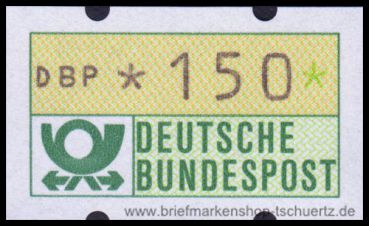 DBP * 150*
DEUTSCHE
BUNDESPOST
www.briefmarkenshop-tschuertz.de